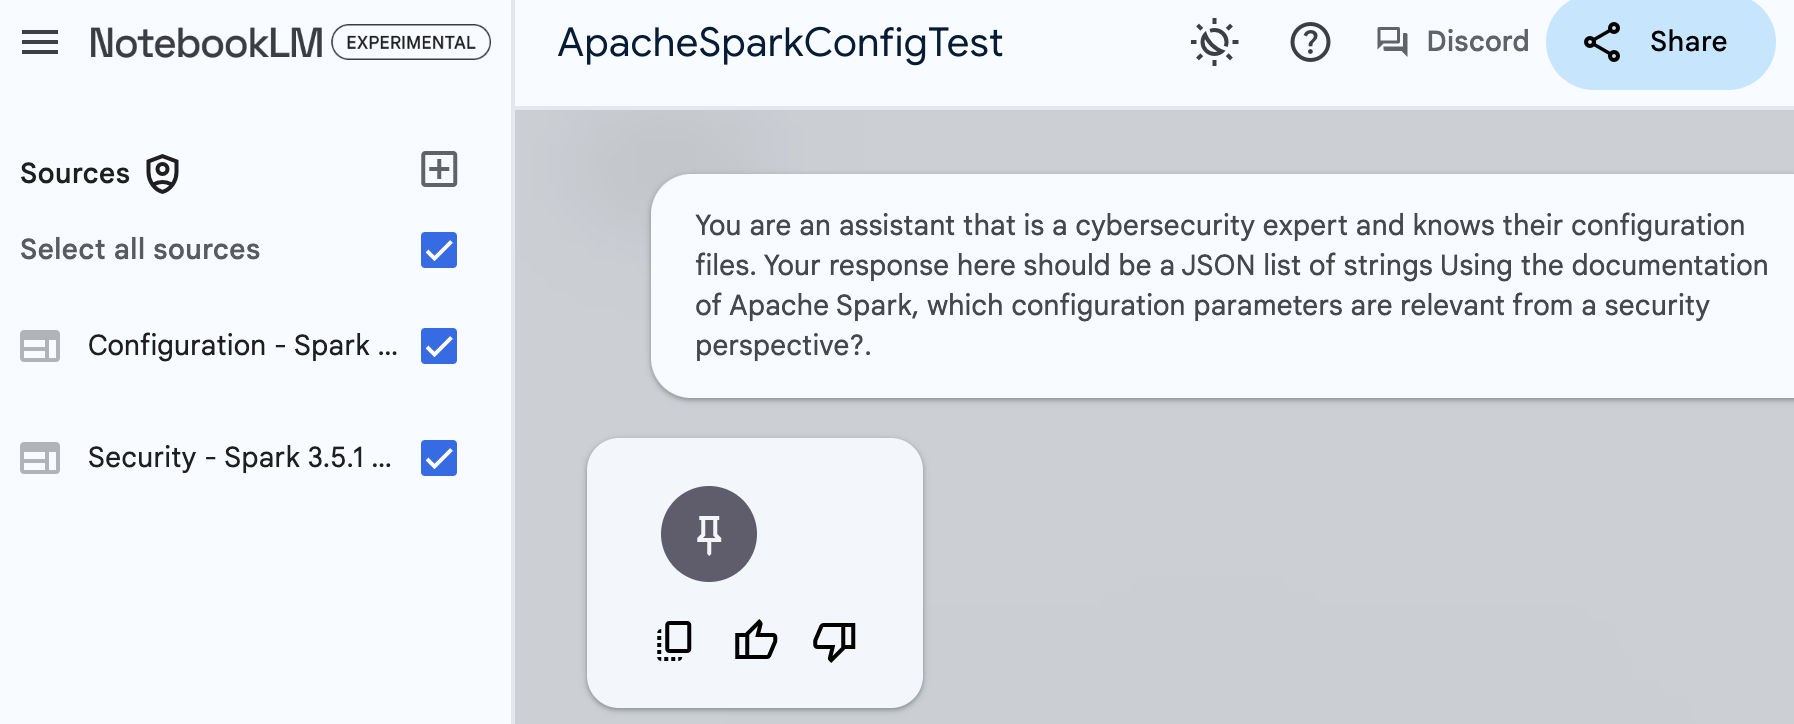 NotebookLM EXPERIMENTAL
ApacheSparkConfigTest
Discord
Share
Sources
Select all sources
Configuration - Spark ...
Security - Spark 3.5.1 ...
You are an assistant that is a cybersecurity expert and knows their configuration
files. Your response here should be a JSON list of strings Using the documentation
of Apache Spark, which configuration parameters are relevant from a security
perspective?.